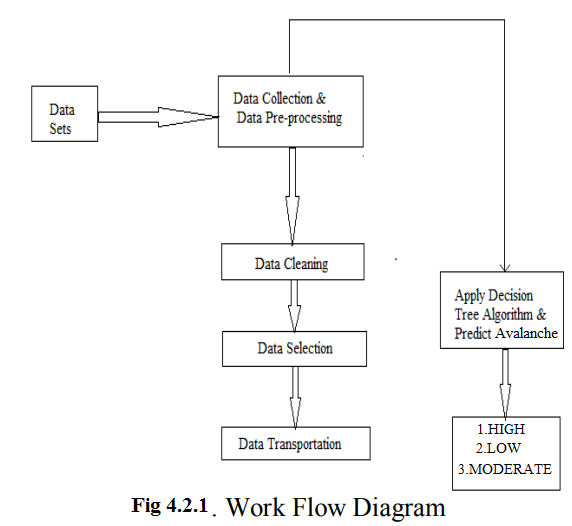 Data
Sets
Data Collection &
Data Pre-processing
Data Cleaning
Data Selection
Data Transportation
Apply Decision
Tree Algorithm &
Predict Avalanche
1.HIGH
2.LOW
3.MODERATE
Fig 4.2.1. Work Flow Diagram